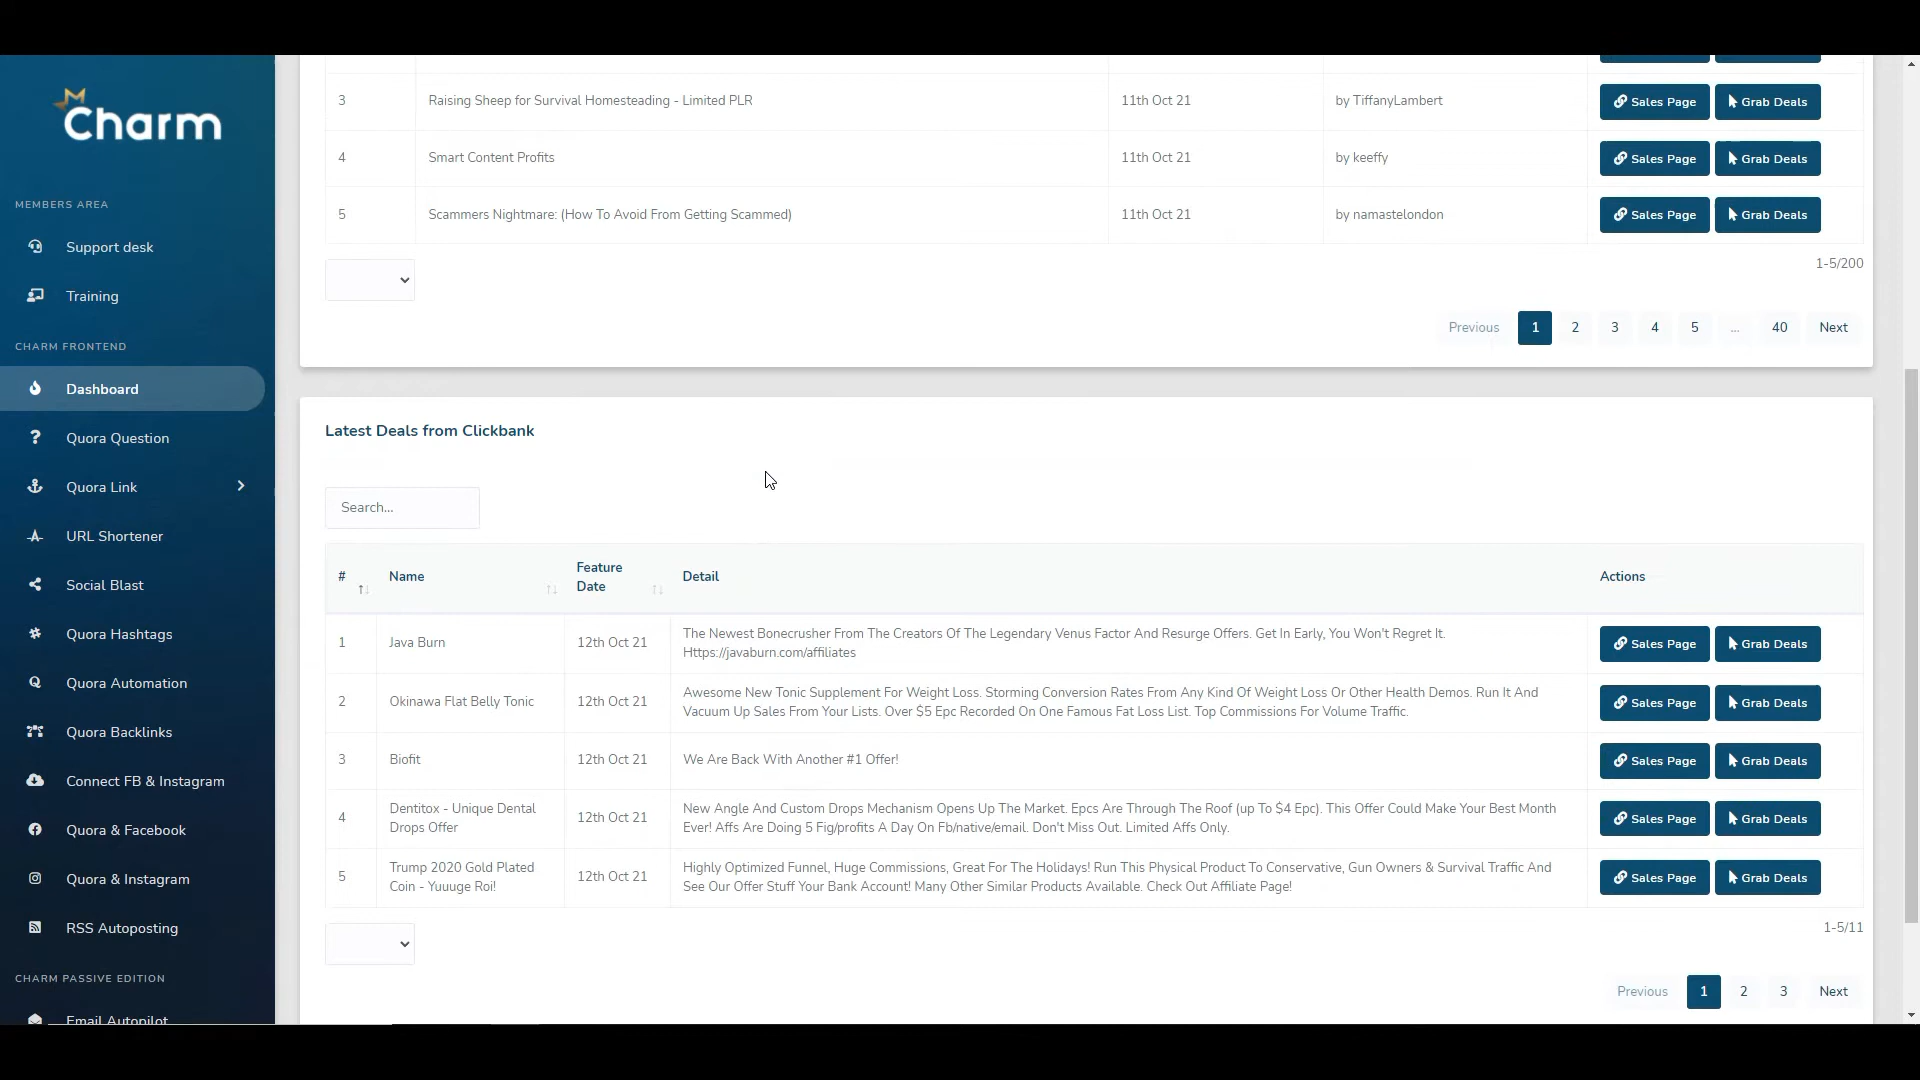 Charm
MEMBERS AREA
Support desk
Training
CHARM FRONTEND
Dashboard
Quora Question
Quora Link
URL Shortener
Social Blast
Quora Hashtags
Quora Automation
Quora Backlinks
Connect FB & Instagram
Quora & Facebook
Quora & Instagram
RSS Autoposting
CHARM PASSIVE EDITION
Email Autopilot
3 Raising Sheep for Survival Homesteading - Limited PLR 11th Oct 21 by TiffanyLambert Sales Page Grab Deals
4 Smart Content Profits 11th Oct 21 by keeffy Sales Page Grab Deals
5 Scammers Nightmare: (How To Avoid From Getting Scammed) 11th Oct 21 by namastelondon Sales Page Grab Deals
1-5/200
Previous 1 2 3 4 5 ... 40 Next
Latest Deals from Clickbank
Search...
# Name Feature Date Detail Actions
1 Java Burn 12th Oct 21 The Newest Bonecrusher From The Creators Of The Legendary Venus Factor And Resurge Offers. Get In Early, You Won't Regret It.
Https://javaburn.com/affiliates Sales Page Grab Deals
2 Okinawa Flat Belly Tonic 12th Oct 21 Awesome New Tonic Supplement For Weight Loss. Storming Conversion Rates From Any Kind Of Weight Loss Or Other Health Demos. Run It And
Vacuum Up Sales From Your Lists. Over $5 Epc Recorded On One Famous Fat Loss List. Top Commissions For Volume Traffic. Sales Page Grab Deals
3 Biofit 12th Oct 21 We Are Back With Another #1 Offer! Sales Page Grab Deals
4 Dentitox - Unique Dental Drops Offer 12th Oct 21 New Angle And Custom Drops Mechanism Opens Up The Market. Epcs Are Through The Roof (up To $4 Epc). This Offer Could Make Your Best Month
Ever! Affs Are Doing 5 Fig/profits A Day On Fb/native/email. Don't Miss Out. Limited Affs Only. Sales Page Grab Deals
5 Trump 2020 Gold Plated Coin - Yuuuge Roi! 12th Oct 21 Highly Optimized Funnel, Huge Commissions, Great For The Holidays! Run This Physical Product To Conservative, Gun Owners & Survival Traffic And
See Our Offer Stuff Your Bank Account! Many Other Similar Products Available. Check Out Affiliate Page! Sales Page Grab Deals
1-5/11
Previous 1 2 3 Next